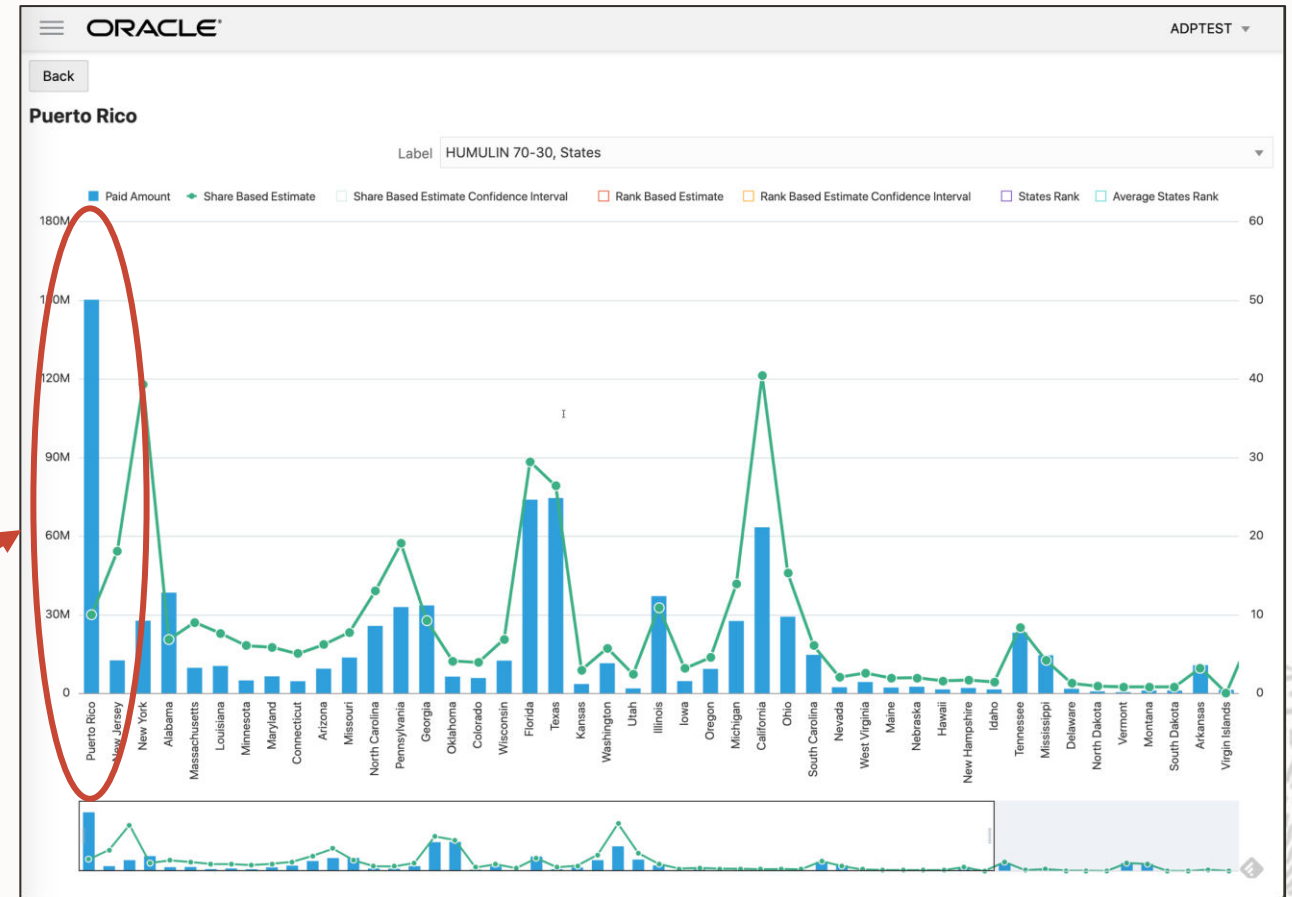 ORACLE
ADPTEST
Back
Puerto Rico
Label HUMULIN 70-30, States
Paid Amount Share Based Estimate Share Based Estimate Confidence Interval Rank Based Estimate Rank Based Estimate Confidence Interval States Rank Average States Rank
180M 60
50
120M 40
90M 30
60M 20
30M 10
0 0
Puerto Rico
New Jersey
New York
Alabama
Massachusetts
Louisiana
Minnesota
Maryland
Connecticut
Arizona
Missouri
North Carolina
Pennsylvania
Georgia
Oklahoma
Colorado
Wisconsin
Florida
Texas
Kansas
Washington
Utah
Illinois
Iowa
Oregon
Michigan
California
Ohio
South Carolina
Nevada
West Virginia
Maine
Nebraska
Hawaii
New Hampshire
Idaho
Tennessee
Mississippi
Delaware
North Dakota
Vermont
Montana
South Dakota
Arkansas
Virgin Islands